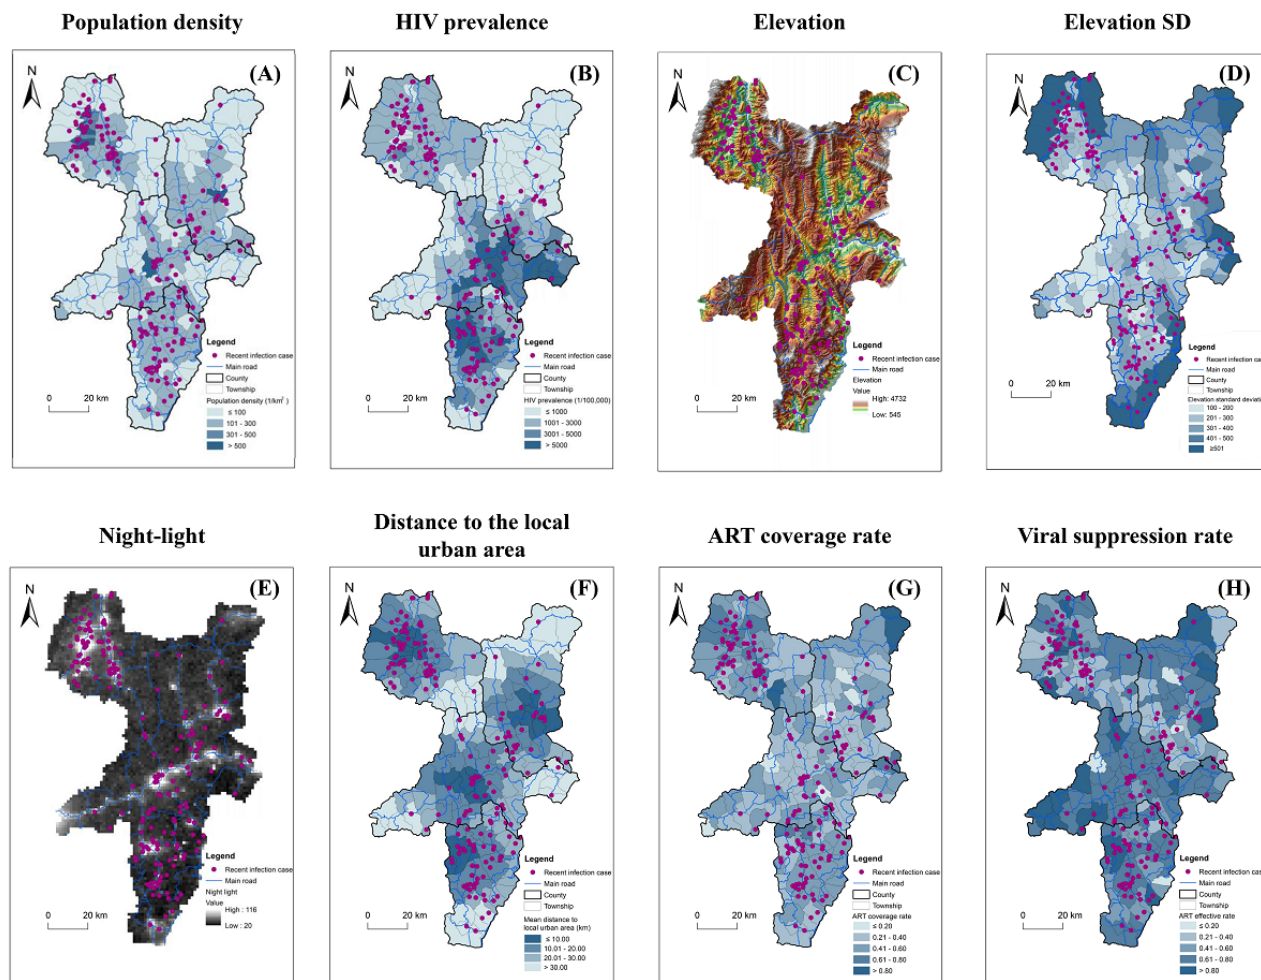 Population density
HIV prevalence
Elevation
Elevation SD
N
(A)
Legend
Recent infection case
Main road
County
Township
Population density (1/km²)
≤ 100
101 - 300
301 - 500
> 500
0 20 km
N
(B)
Legend
Recent infection case
Main road
County
Township
HIV prevalence (1/100,000)
≤ 1000
1001 - 3000
3001 - 5000
> 5000
0 20 km
N
(C)
Legend
Recent infection case
Main road
Elevation
Value
High: 4732
Low: 545
0 20 km
N
(D)
Legend
Recent infection case
Main road
County
Township
Elevation standard deviati
100 - 200
201 - 300
301 - 400
401 - 500
≥501
0 20 km
Night-light
Distance to the local
urban area
ART coverage rate
Viral suppression rate
N
(E)
Legend
Recent infection case
Main road
Night light
Value
High : 116
Low : 20
0 20 km
N
(F)
Legend
Recent infection case
Main road
County
Township
Mean distance to
local urban area (km)
≤ 10.00
10.01 - 20.00
20.01 - 30.00
> 30.00
0 20 km
N
(G)
Legend
Recent infection case
Main road
County
Township
ART coverage rate
≤ 0.20
0.21 - 0.40
0.41 - 0.60
0.61 - 0.80
> 0.80
0 20 km
N
(H)
Legend
Recent infection case
Main road
County
Township
ART effective rate
≤ 0.20
0.21 - 0.40
0.41 - 0.60
0.61 - 0.80
> 0.80
0 20 km